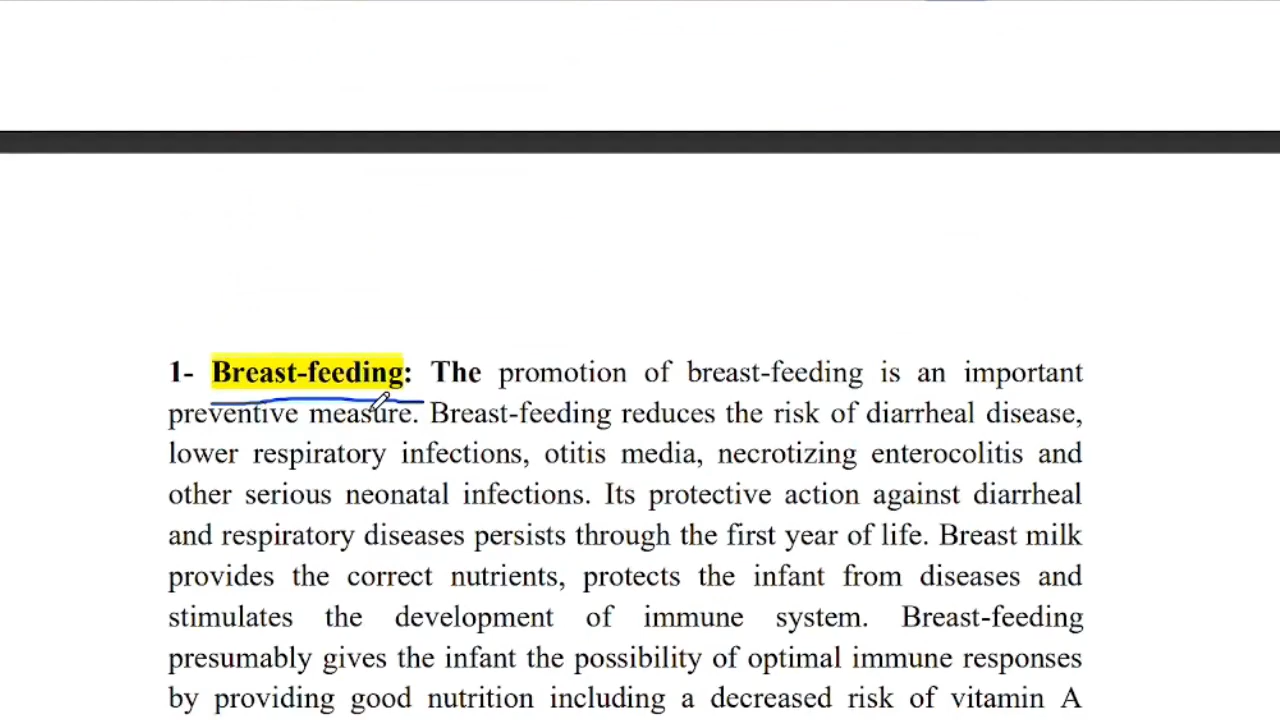 1- Breast-feeding: The promotion of breast-feeding is an important
preventive measure. Breast-feeding reduces the risk of diarrheal disease,
lower respiratory infections, otitis media, necrotizing enterocolitis and
other serious neonatal infections. Its protective action against diarrheal
and respiratory diseases persists through the first year of life. Breast milk
provides the correct nutrients, protects the infant from diseases and
stimulates the development of immune system. Breast-feeding
presumably gives the infant the possibility of optimal immune responses
by providing good nutrition including a decreased risk of vitamin A